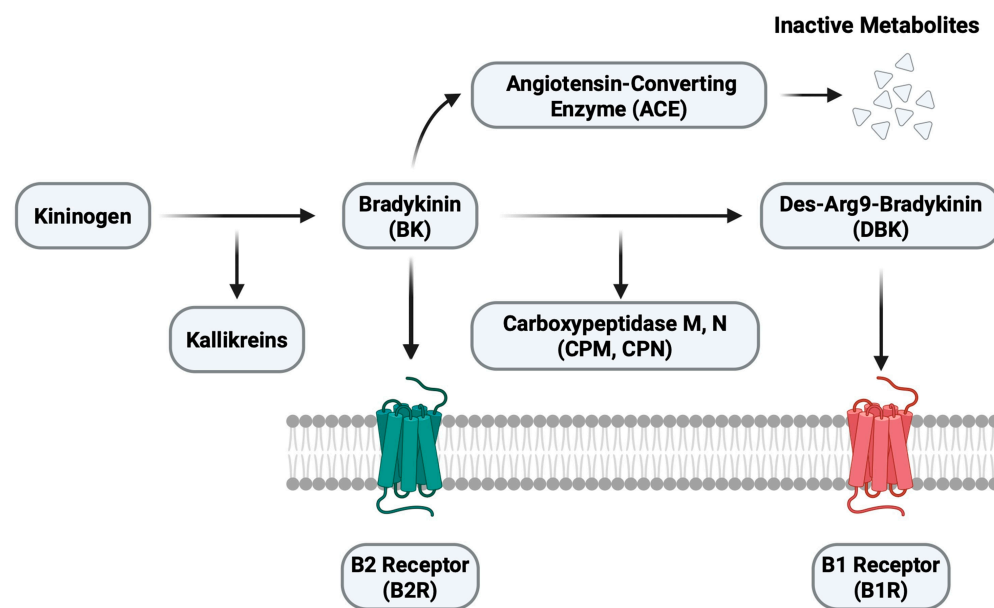 Inactive Metabolites
Angiotensin-Converting
Enzyme (ACE)
Kininogen
Bradykinin
(BK)
Des-Arg9-Bradykinin
(DBK)
Kallikreins
Carboxypeptidase M, N
(CPM, CPN)
B2 Receptor
(B2R)
B1 Receptor
(B1R)